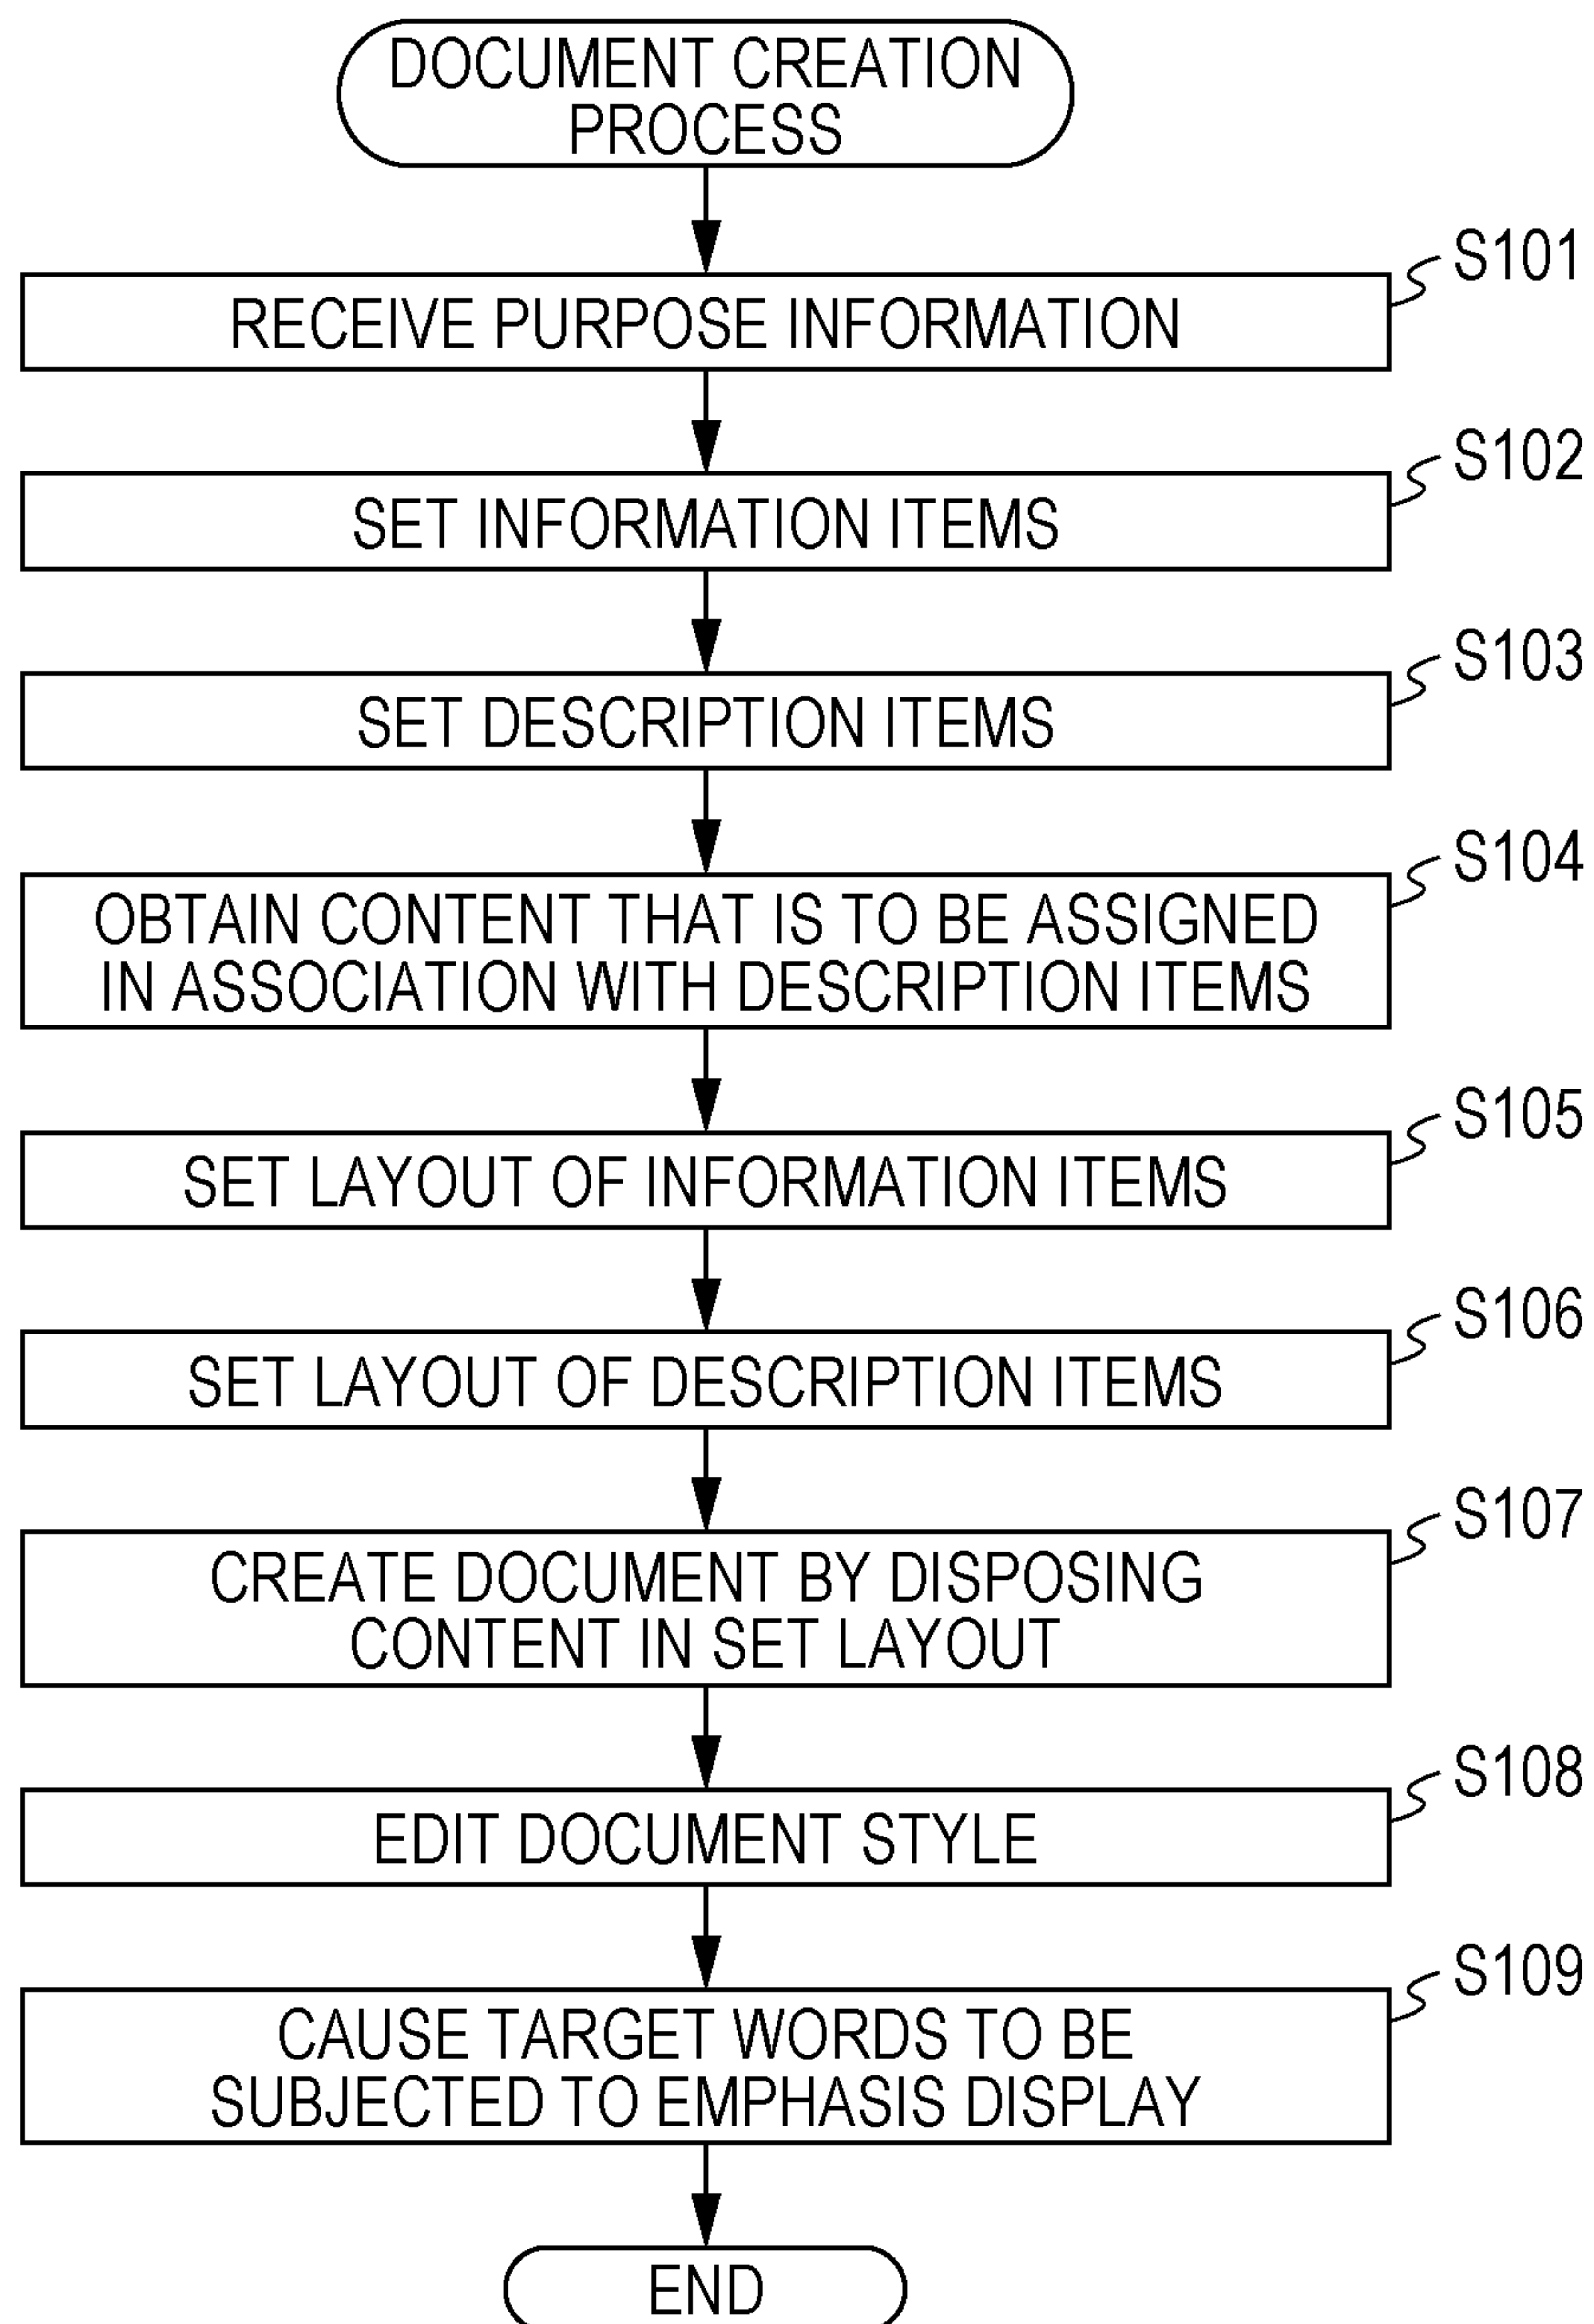 DOCUMENT CREATION
PROCESS
S101
RECEIVE PURPOSE INFORMATION
S102
SET INFORMATION ITEMS
S103
SET DESCRIPTION ITEMS
S104
OBTAIN CONTENT THAT IS TO BE ASSIGNED
IN ASSOCIATION WITH DESCRIPTION ITEMS
S105
SET LAYOUT OF INFORMATION ITEMS
S106
SET LAYOUT OF DESCRIPTION ITEMS
S107
CREATE DOCUMENT BY DISPOSING
CONTENT IN SET LAYOUT
S108
EDIT DOCUMENT STYLE
S109
CAUSE TARGET WORDS TO BE
SUBJECTED TO EMPHASIS DISPLAY
END